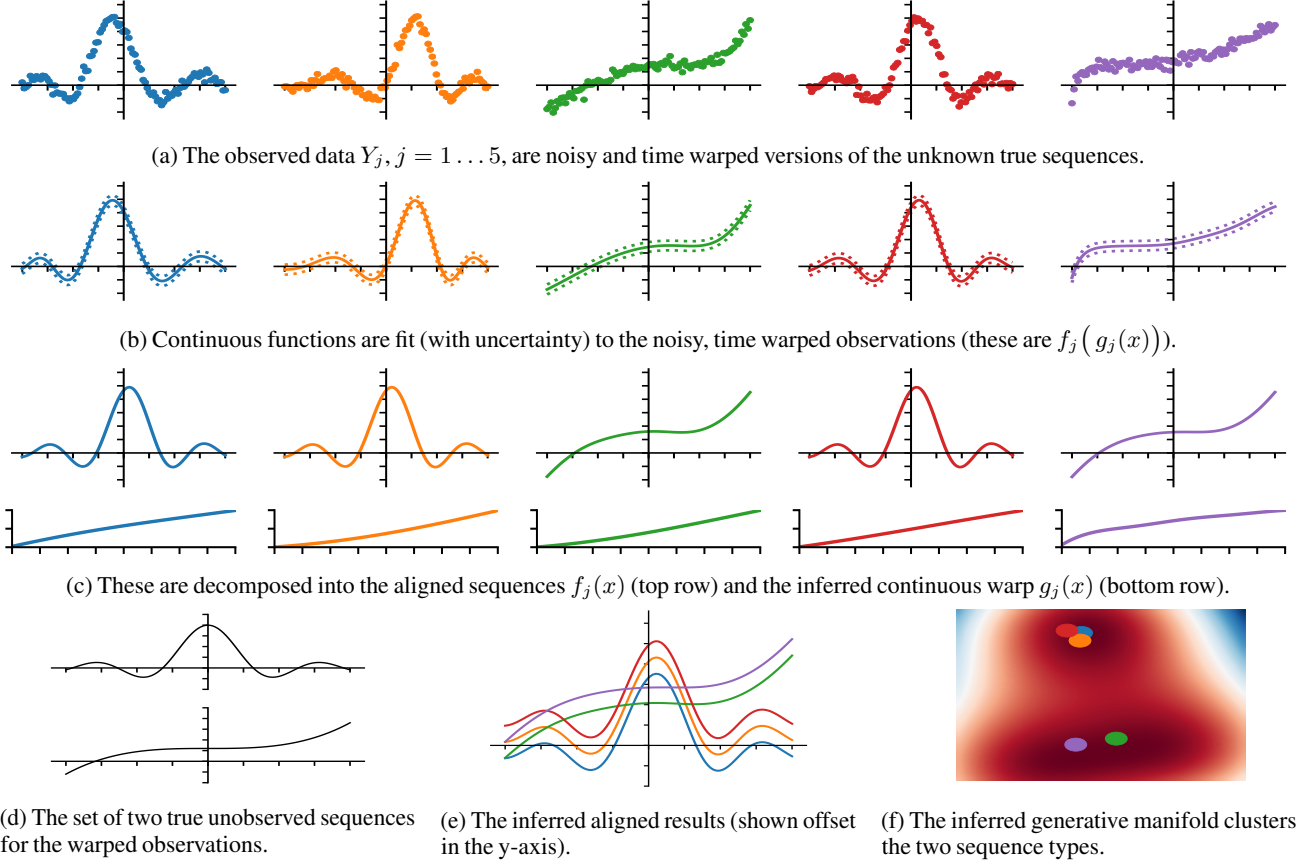 (a) The observed data Y_j, j = 1 … 5, are noisy and time warped versions of the unknown true sequences.
(b) Continuous functions are fit (with uncertainty) to the noisy, time warped observations (these are f_j( g_j(x))).
(c) These are decomposed into the aligned sequences f_j(x) (top row) and the inferred continuous warp g_j(x) (bottom row).
(d) The set of two true unobserved sequences
for the warped observations.
(e) The inferred aligned results (shown offset
in the y-axis).
(f) The inferred generative manifold clusters
the two sequence types.